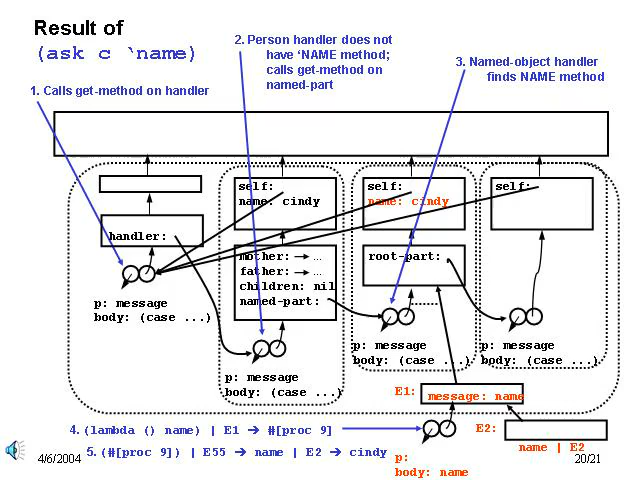 Result of
(ask c `name)
2. Person handler does not
have ‘NAME method;
calls get-method on
named-part
3. Named-object handler
finds NAME method
1. Calls get-method on handler
self:
name: cindy
self:
name: cindy
self:
handler:
mother: → …
father: → …
children: nil
named-part:
root-part:
p: message
body: (case ...)
p: message
body: (case ...)
p: message
body: (case ...)
p: message
body: (case ...)
E1:
message: name
E2:
4. (lambda () name) | E1 → #[proc 9]
name | E2
5. (#[proc 9]) | E55 → name | E2 → cindy
p:
body: name
4/6/2004
20/21